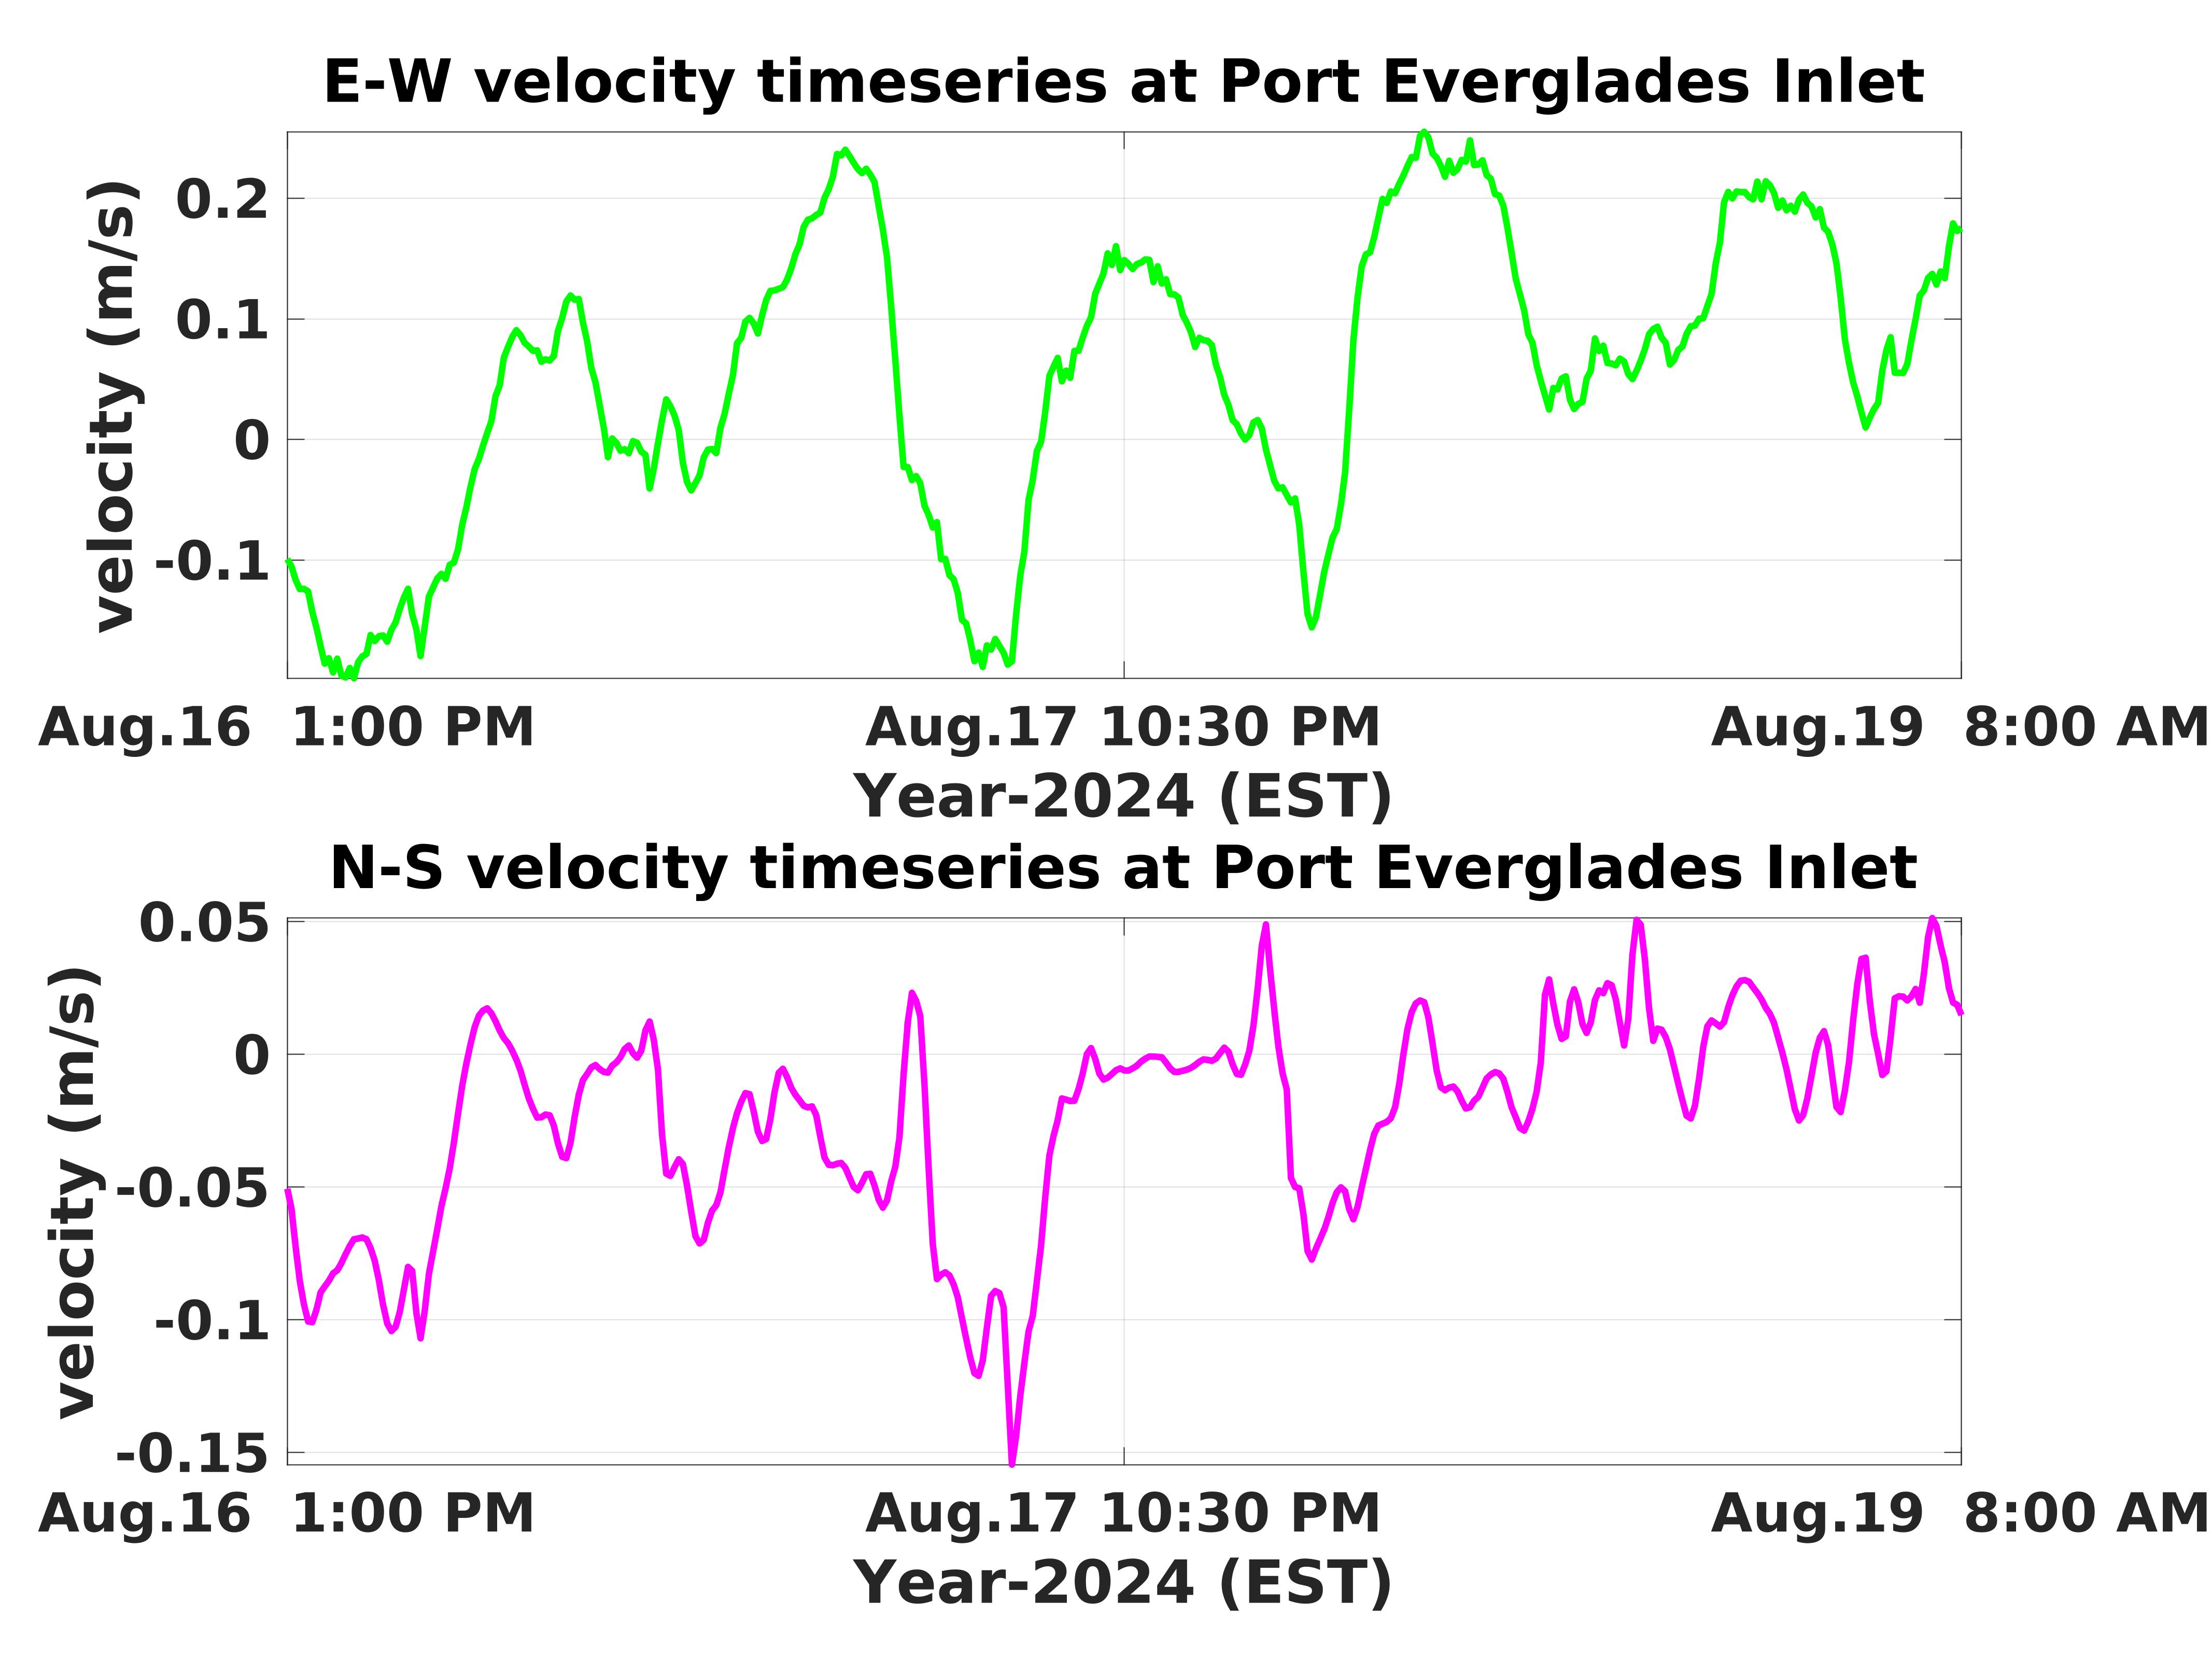 E-W velocity timeseries at Port Everglades Inlet
velocity (m/s)
0.2
0.1
0
-0.1
Aug.16 1:00 PM
Aug.17 10:30 PM
Aug.19 8:00 AM
Year-2024 (EST)
N-S velocity timeseries at Port Everglades Inlet
velocity (m/s)
0.05
0
-0.05
-0.1
-0.15
Aug.16 1:00 PM
Aug.17 10:30 PM
Aug.19 8:00 AM
Year-2024 (EST)